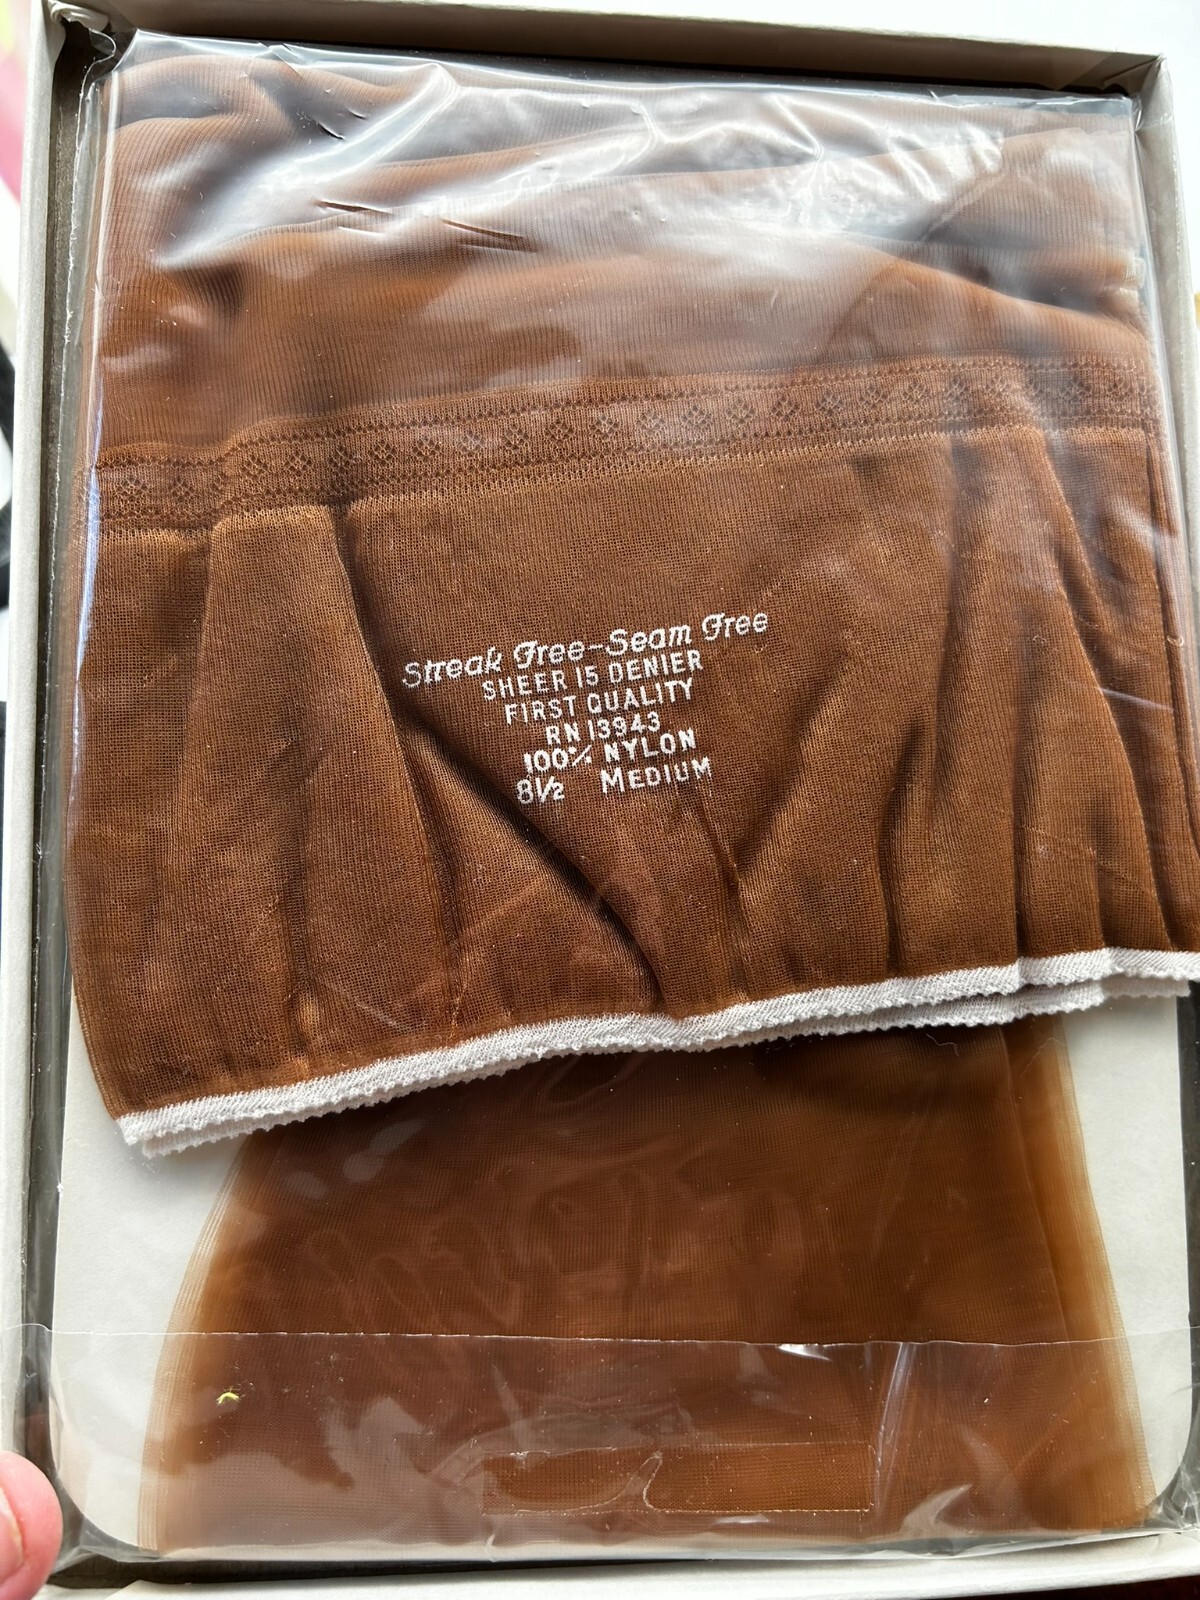 Streak Free-Seam Free
SHEER 15 DENIER
FIRST QUALITY
RN 13943
100% NYLON
8½ MEDIUM